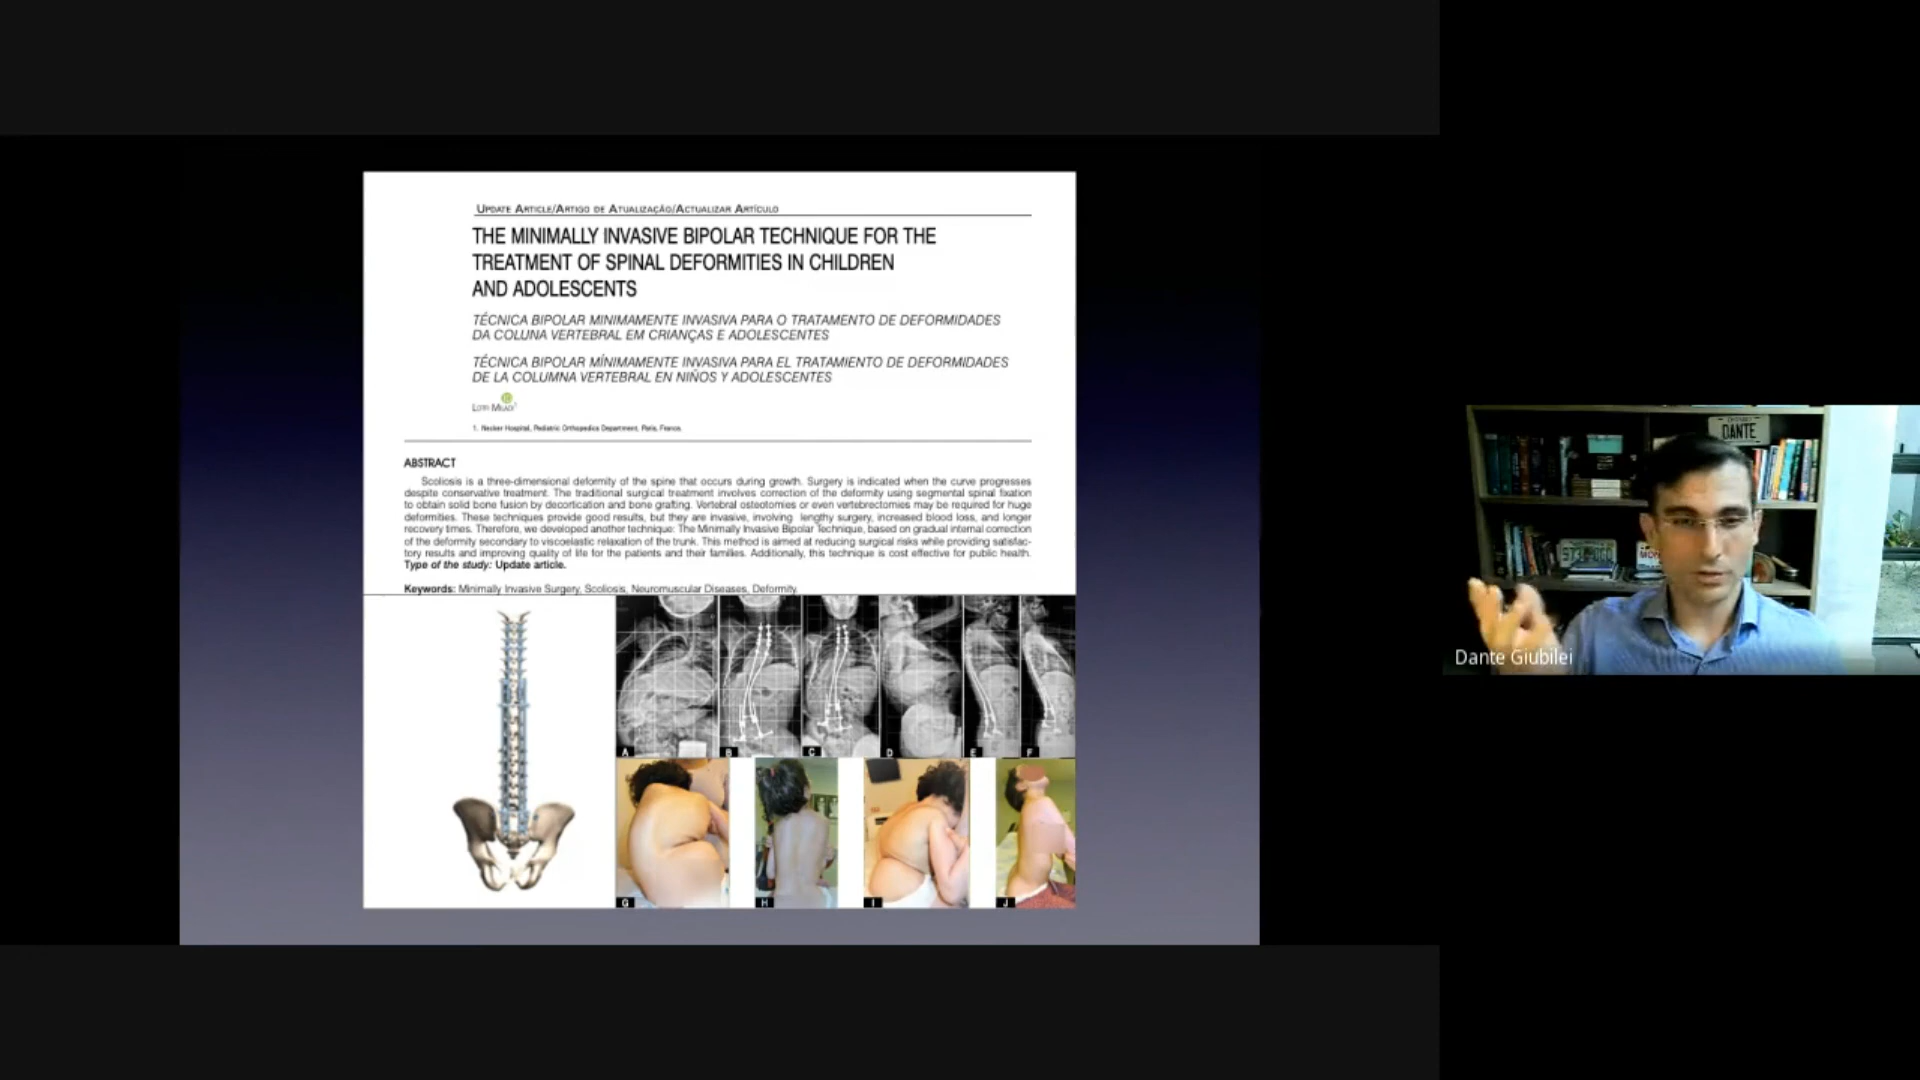 UPDATE ARTICLE/ARTIGO DE ATUALIZAÇÃO/ACTUALIZAR ARTÍCULO
THE MINIMALLY INVASIVE BIPOLAR TECHNIQUE FOR THE
TREATMENT OF SPINAL DEFORMITIES IN CHILDREN
AND ADOLESCENTS
TÉCNICA BIPOLAR MINIMAMENTE INVASIVA PARA O TRATAMENTO DE DEFORMIDADES
DA COLUNA VERTEBRAL EM CRIANÇAS E ADOLESCENTES
TÉCNICA BIPOLAR MÍNIMAMENTE INVASIVA PARA EL TRATAMIENTO DE DEFORMIDADES
DE LA COLUMNA VERTEBRAL EN NIÑOS Y ADOLESCENTES
1. Necker Hospital, Pediatric Orthopedics Department, Paris, France.
ABSTRACT
Scoliosis is a three-dimensional deformity of the spine that occurs during growth. Surgery is indicated when the curve progresses
despite conservative treatment. The traditional surgical treatment involves correction of the deformity using segmental spinal fixation
to obtain solid bone fusion by decortication and bone grafting. Vertebral osteotomies or even vertebrectomies may be required for huge
deformities. These techniques provide good results, but they are invasive, involving lengthy surgery, increased blood loss, and longer
recovery times. Therefore, we developed another technique: The Minimally Invasive Bipolar Technique, based on gradual internal correction
of the deformity secondary to viscoelastic relaxation of the trunk. This method is aimed at reducing surgical risks while providing satisfac-
tory results and improving quality of life for the patients and their families. Additionally, this technique is cost effective for public health.
Type of the study: Update article.
Keywords: Minimally Invasive Surgery, Scoliosis, Neuromuscular Diseases, Deformity.
A B C D E F
G H I J
DANTE
Dante Giubilei